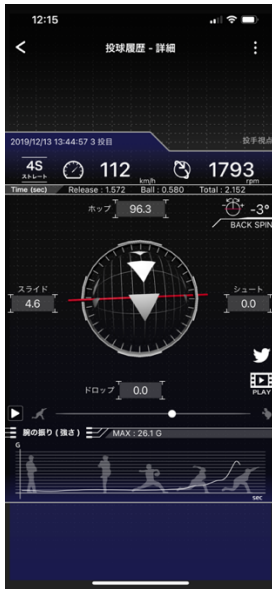 12:15
投球履歴 - 詳細
2019/12/13 13:44:57 3 投目
投手視点
4S
ストレート
112
km/h
1793
rpm
Time (sec) Release : 1.572 Ball : 0.580 Total : 2.152
ホップ 96.3
-3°
BACK SPIN
スライド
4.6
シュート
0.0
ドロップ 0.0
PLAY
腕の振り ( 強さ )
MAX : 26.1 G
G
sec